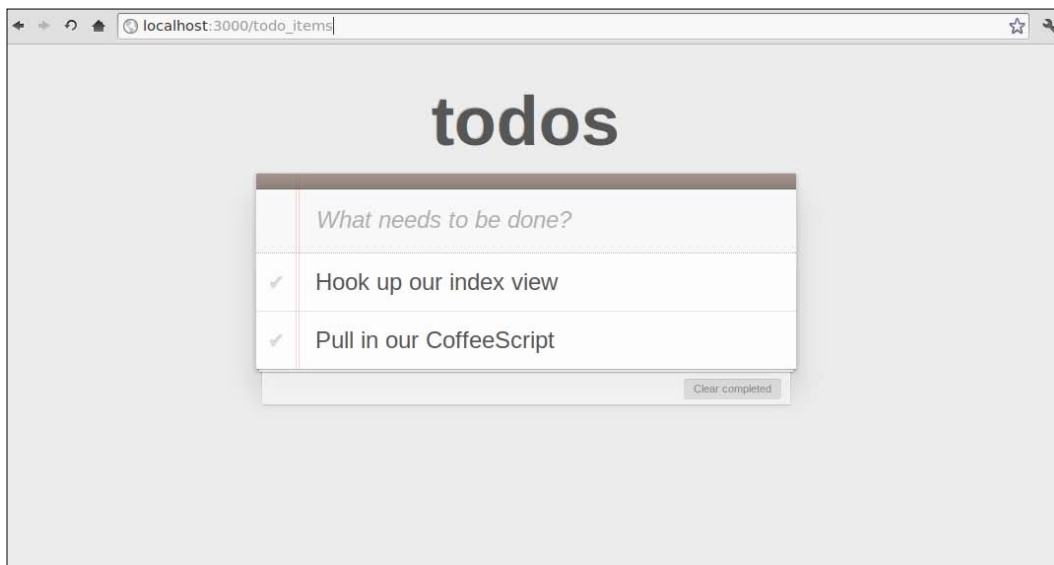 localhost:3000/todo_items
todos
What needs to be done?
Hook up our index view
Pull in our CoffeeScript
Clear completed